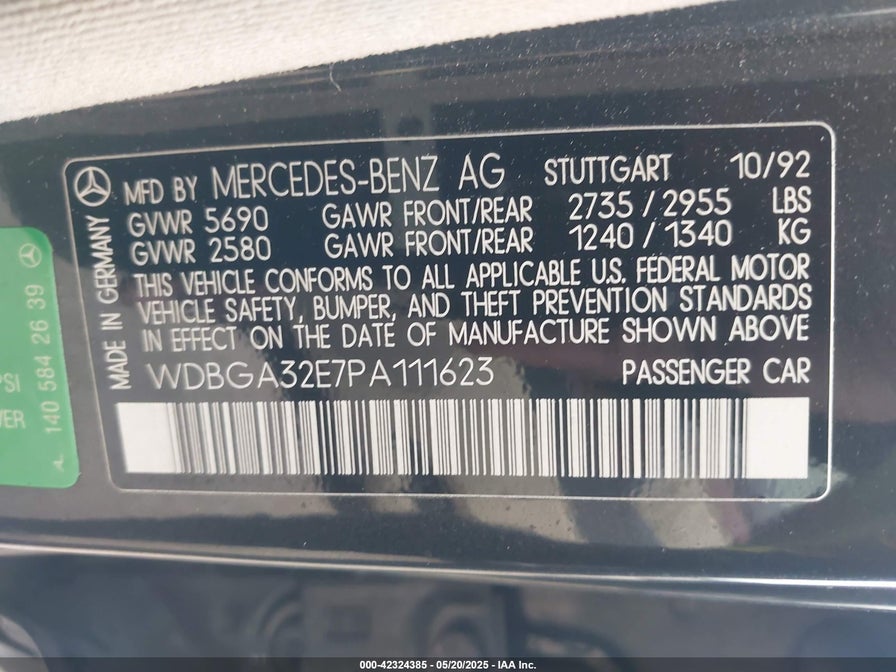 MFD BY MERCEDES-BENZ AG STUTTGART 10/92
GVWR 5690 GAWR FRONT/REAR 2735 / 2955 LBS
GVWR 2580 GAWR FRONT/REAR 1240 / 1340 KG
THIS VEHICLE CONFORMS TO ALL APPLICABLE U.S. FEDERAL MOTOR
VEHICLE SAFETY, BUMPER, AND THEFT PREVENTION STANDARDS
IN EFFECT ON THE DATE OF MANUFACTURE SHOWN ABOVE
WDBGA32E7PA111623 PASSENGER CAR
MADE IN GERMANY
140 584 26 39
PSI
VER
000-42324385 - 05/20/2025 - IAA Inc.